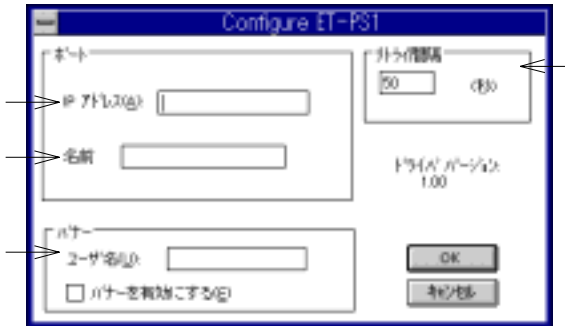 Configure ET-PS1
ポート
IP アドレス(A):
名前
リトライ間隔
50 (秒)
ドライバ バージョン:
1.00
バナー
ユーザ名(U):
バナーを有効にする(E)
OK
キャンセル